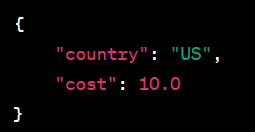 {
    "country": "US",
    "cost": 10.0
}